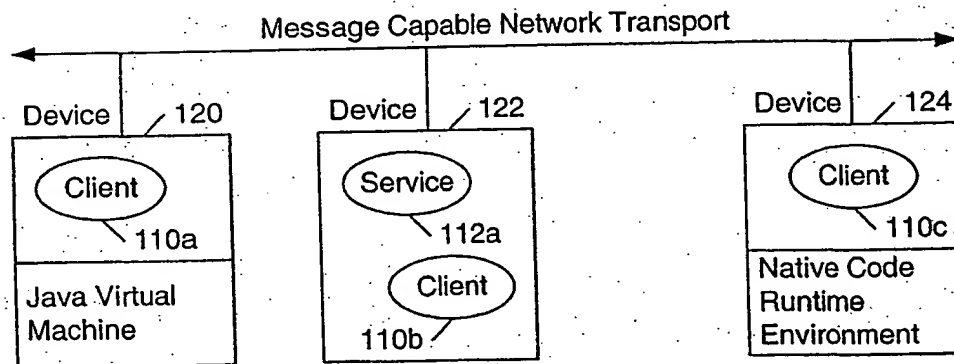 Message Capable Network Transport
Device
120
Client
110a
Java Virtual
Machine
Device
122
Service
112a
Client
110b
Device
124
Client
110c
Native Code
Runtime
Environment